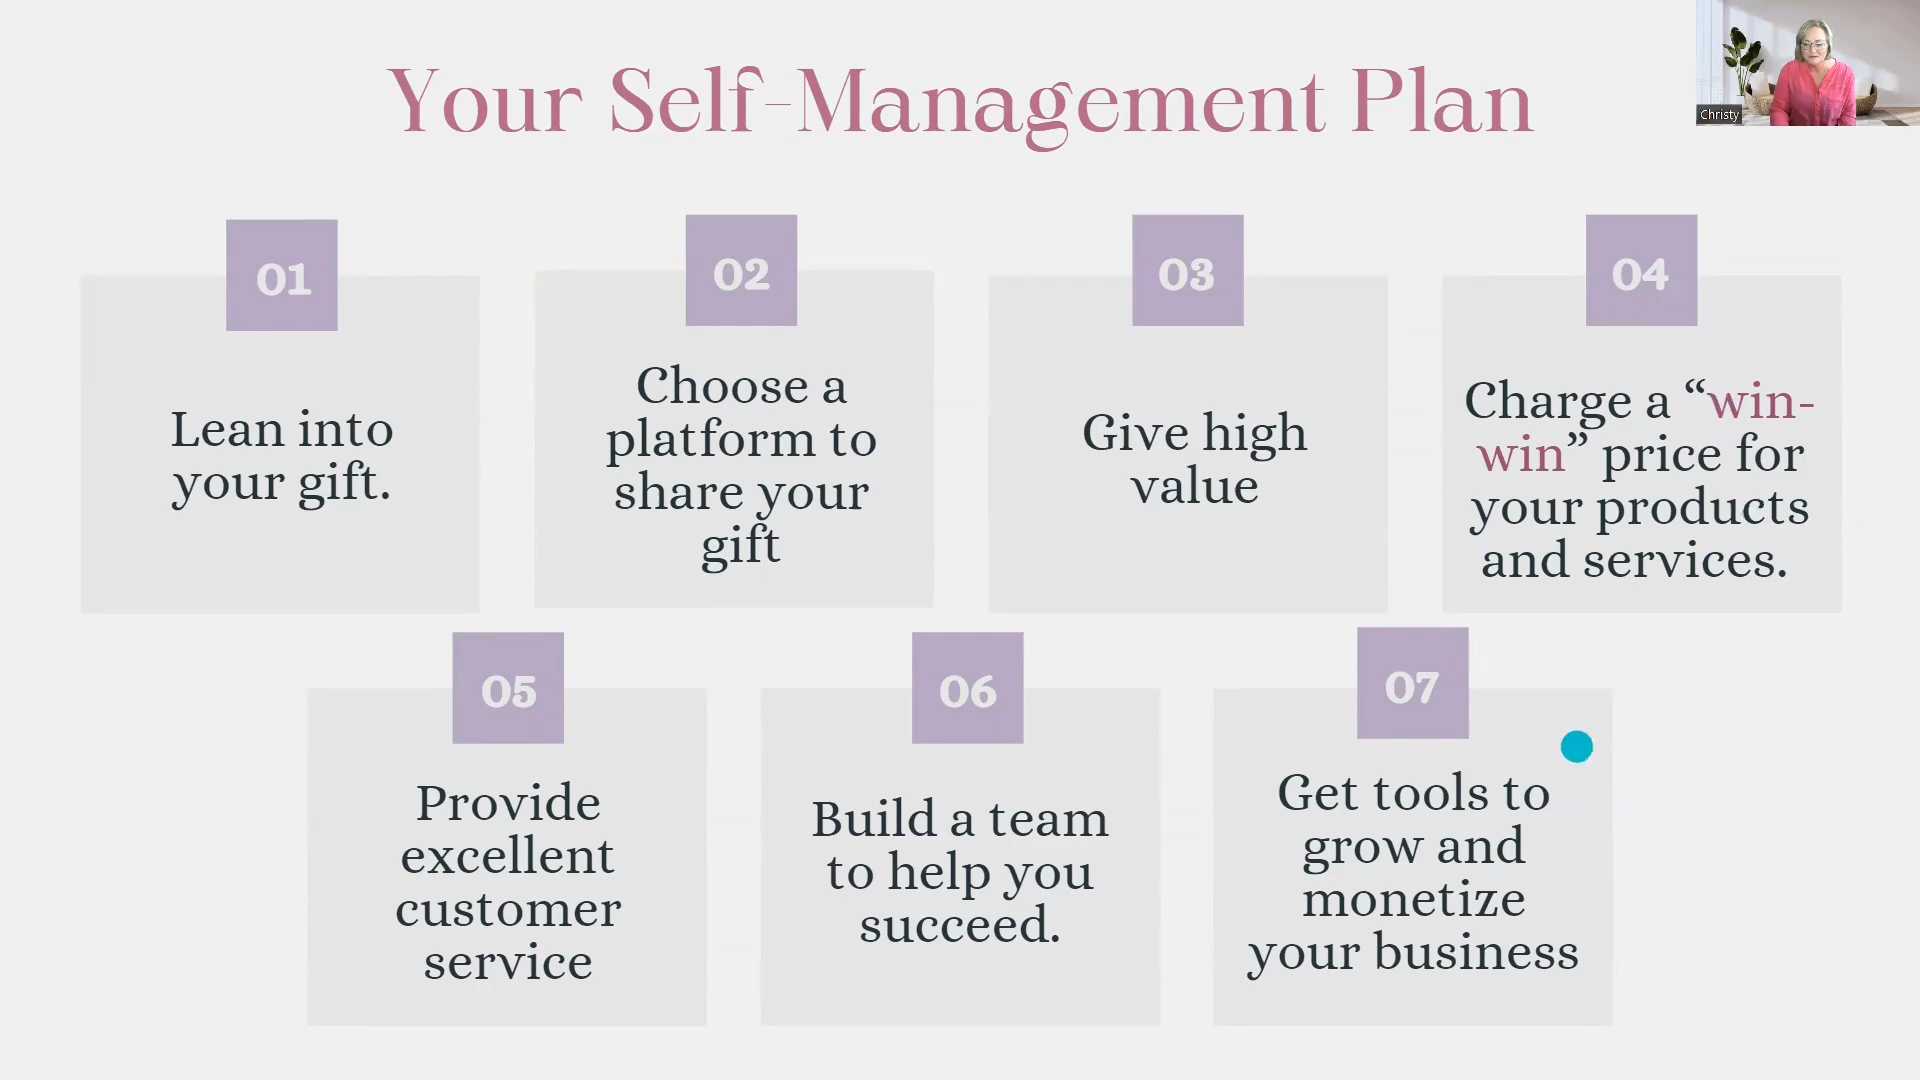 Your Self-Management Plan
Christy
01
Lean into
your gift.
02
Choose a
platform to
share your
gift
03
Give high
value
04
Charge a “win-
win” price for
your products
and services.
05
Provide
excellent
customer
service
06
Build a team
to help you
succeed.
07
Get tools to
grow and
monetize
your business